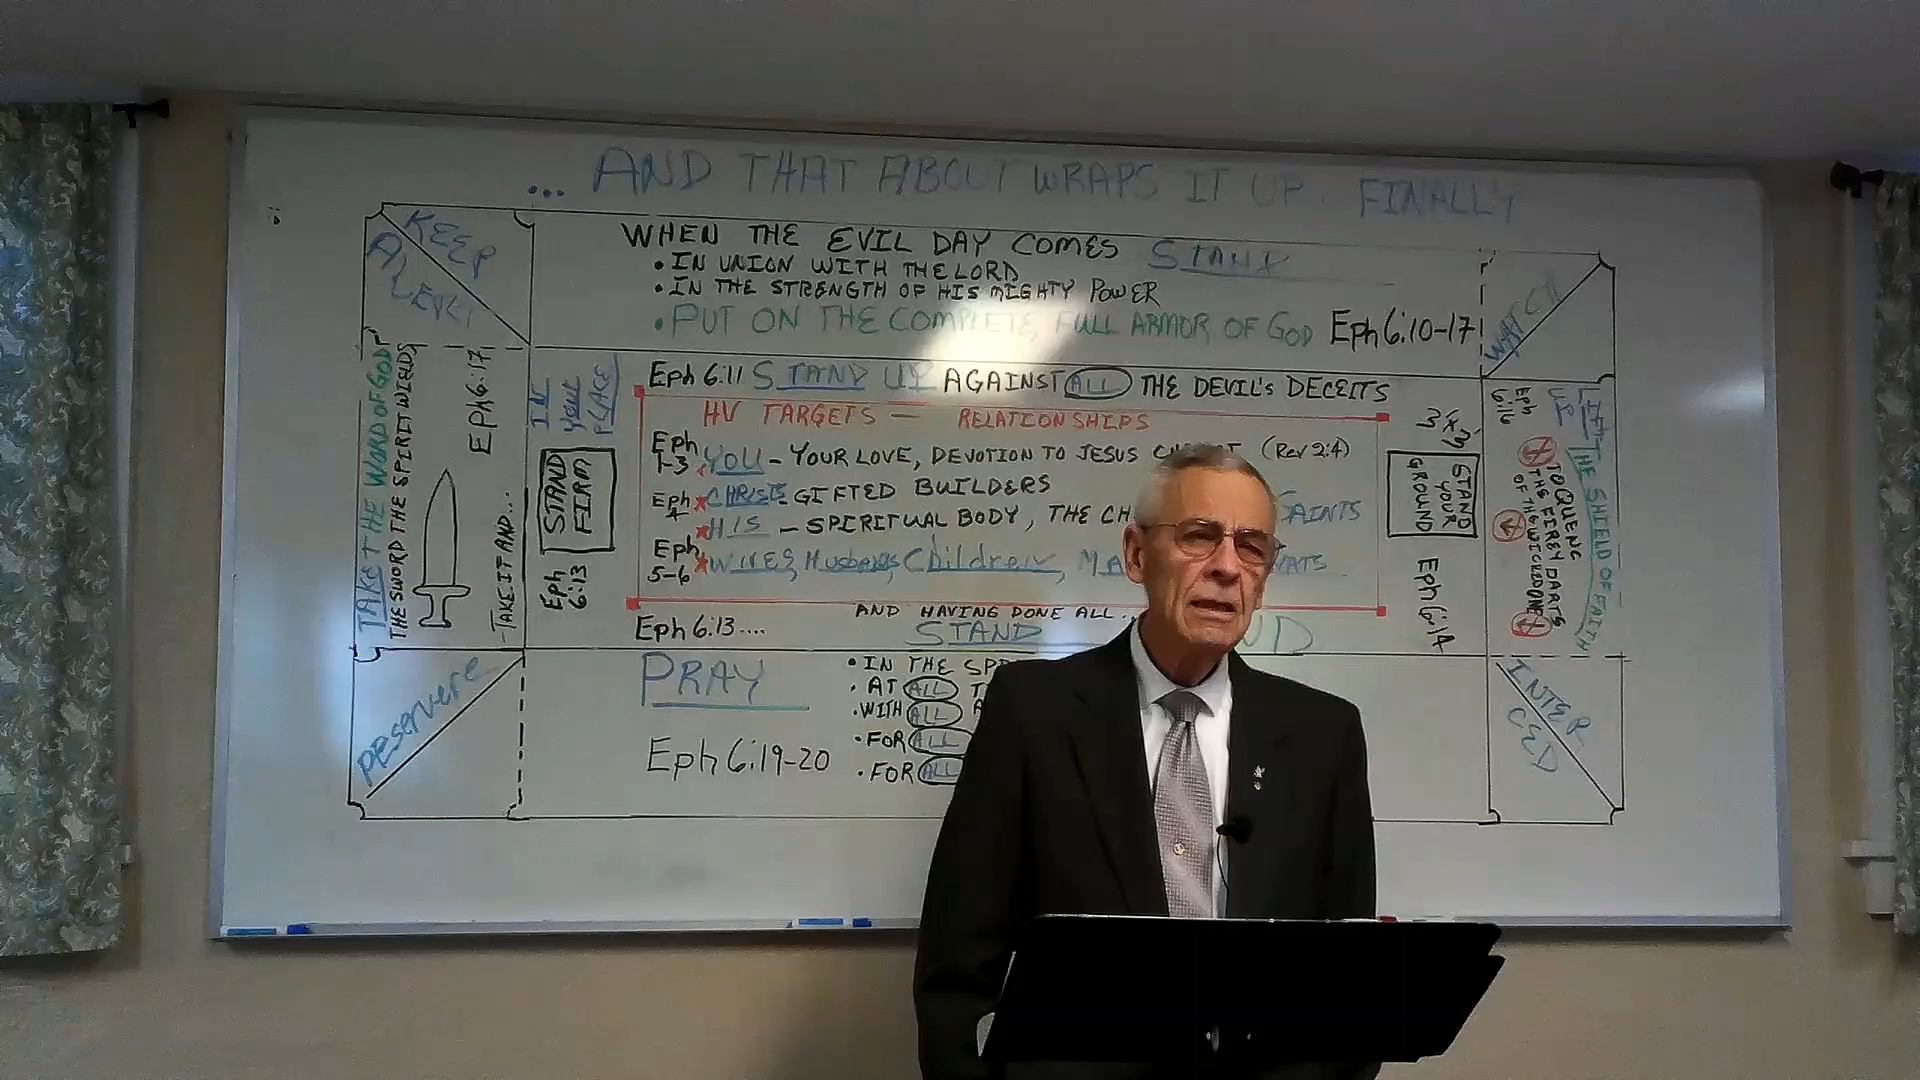 ... AND THAT ABOUT WRAPS IT UP. FINALLY
KEEP
ALERT
WHEN THE EVIL DAY COMES STAND
• IN UNION WITH THE LORD
• IN THE STRENGTH OF HIS MIGHTY POWER
• PUT ON THE COMPLETE, FULL ARMOR OF GOD Eph 6:10-17
WATCH
TAKE THE WORD OF GOD
THE SWORD THE SPIRIT WIELDS
EPH 6:17
TAKE IT AND...
IN YOUR PLACE
STAND FIRM
Eph 6:13
Eph 6:11 STAND UP AGAINST ALL THE DEVIL'S DECEITS
HV TARGETS — RELATIONSHIPS
Eph 1-3 YOU - YOUR LOVE, DEVOTION TO JESUS (Rev 2:4)
Eph 4 CHRISTS - GIFTED BUILDERS
HIS - SPIRITUAL BODY, THE SAINTS
Eph 5-6 WIVES, Husbands, Children,
AND HAVING DONE ALL...
Eph 6:13.... STAND
STAND YOUR GROUND
Eph 6:14
Eph 6:16
LIFT UP THE SHIELD OF FAITH
TO QUENC
THE FIREY DARTS
OF THE WICKED ONE
Perservere
PRAY
Eph 6:19-20
• IN THE
• AT ALL
• WITH ALL
• FOR ALL
• FOR ALL
INTER
CED